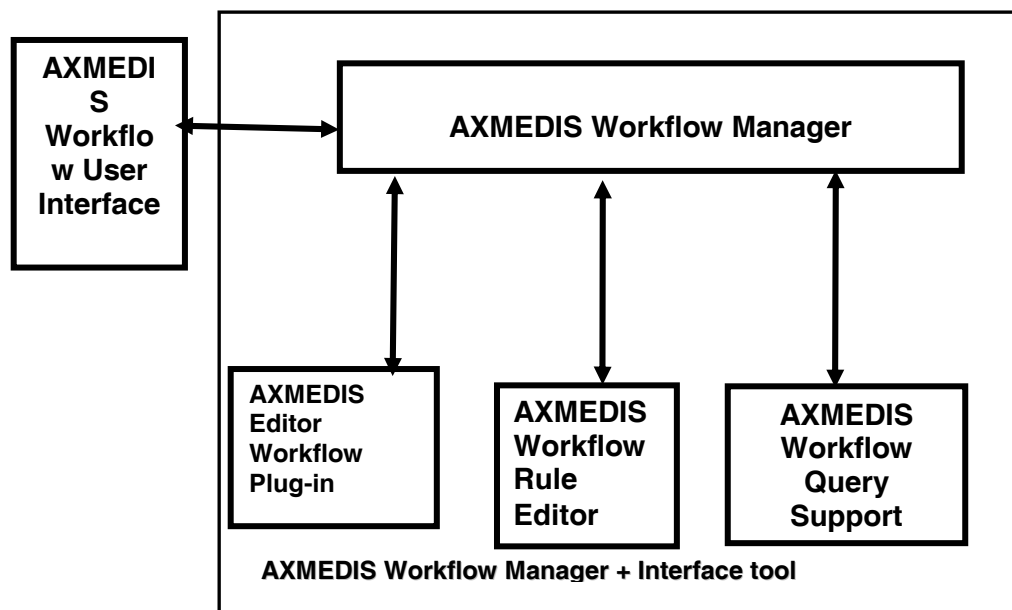 AXMEDI
S
Workflo
w User
Interface
AXMEDIS Workflow Manager
AXMEDIS
Editor
Workflow
Plug-in
AXMEDIS
Workflow
Rule
Editor
AXMEDIS
Workflow
Query
Support
AXMEDIS Workflow Manager + Interface tool